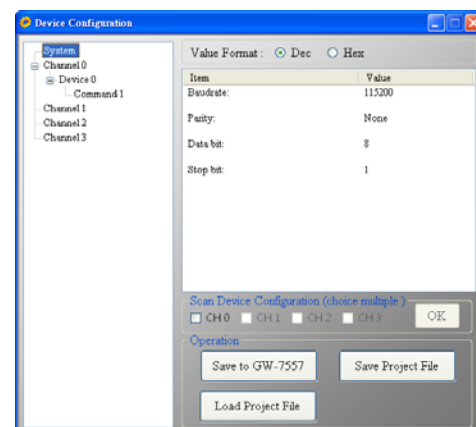 Device Configuration
System
Channel 0
Device 0
Command 1
Channel 1
Channel 2
Channel 3
Value Format : Dec Hex
Item Value
Baudrate: 115200
Parity: None
Data bit: 8
Stop bit: 1
Scan Device Configuration (choice multiple )
CH 0 CH 1 CH 2 CH 3 OK
Operation
Save to GW-7557 Save Project File
Load Project File